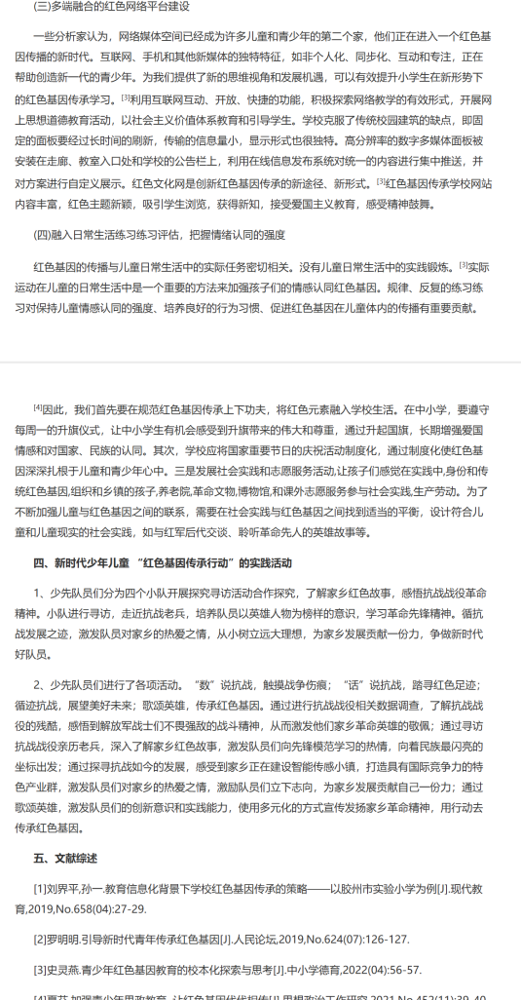 (三)多端融合的红色网络平台建设
一些分析家认为，网络媒体空间已经成为许多儿童和青少年的第二个家，他们正在进入一个红色基
因传播的新时代。互联网、手机和其他新媒体的独特特征，如非个人化、同步化、互动和专注，正在
帮助创造新一代的青少年。为我们提供了新的思维视角和发展机遇，可以有效提升小学生在新形势下
的红色基因传承学习。[3]利用互联网互动、开放、快捷的功能，积极探索网络教学的有效形式，开展网
上思想道德教育活动，以社会主义价值体系教育和引导学生。学校克服了传统校园建筑的缺点，即固
定的面板要经过长时间的刷新，传输的信息量小，显示形式也很独特。高分辨率的数字多媒体面板被
安装在走廊、教室入口处和学校的公告栏上，利用在线信息发布系统对统一的内容进行集中推送，并
对方案进行自定义展示。红色文化网是创新红色基因传承的新途径、新形式。[3]红色基因传承学校网站
内容丰富，红色主题新颖，吸引学生浏览，获得新知，接受爱国主义教育，感受精神鼓舞。
(四)融入日常生活练习练习评估，把握情绪认同的强度
红色基因的传播与儿童日常生活中的实际任务密切相关。没有儿童日常生活中的实践锻炼。[3]实际
运动在儿童的日常生活中是一个重要的方法来加强孩子们的情感认同红色基因。规律、反复的练习练
习对保持儿童情感认同的强度、培养良好的行为习惯、促进红色基因在儿童体内的传播有重要贡献。
[4]因此，我们首先要在规范红色基因传承上下功夫，将红色元素融入学校生活。在中小学，要遵守
每周一的升旗仪式，让中小学生有机会感受到升旗带来的伟大和尊重，通过升起国旗，长期增强爱国
情感和对国家、民族的认同。其次，学校应将国家重要节日的庆祝活动制度化，通过制度化使红色基
因深深扎根于儿童和青少年心中。三是发展社会实践和志愿服务活动,让孩子们感觉在实践中,身份和传
统红色基因,组织和乡镇的孩子,养老院,革命文物,博物馆,和课外志愿服务参与社会实践,生产劳动。为了
不断加强儿童与红色基因之间的联系，需要在社会实践与红色基因之间找到适当的平衡，设计符合儿
童和儿童现实的社会实践，如与红军后代交谈、聆听革命先人的英雄故事等。
四、新时代少年儿童 “红色基因传承行动”的实践活动
1、少先队员们分为四个小队开展探究寻访活动合作探究，了解家乡红色故事，感悟抗战战役革命
精神。小队进行寻访，走近抗战老兵，培养队员以英雄人物为榜样的意识，学习革命先锋精神。循抗
战发展之迹，激发队员对家乡的热爱之情，从小树立远大理想，为家乡发展贡献一份力，争做新时代
好队员。
2、少先队员们进行了各项活动。“数”说抗战，触摸战争伤痕；“话”说抗战，踏寻红色足迹；
循迹抗战，展望美好未来；歌颂英雄，传承红色基因。通过进行抗战战役相关数据调查，了解抗战战
役的残酷，感悟到解放军战士们不畏强敌的战斗精神，从而激发他们家乡革命英雄的敬佩；通过寻访
抗战战役亲历老兵，深入了解家乡红色故事，激发队员们向先锋模范学习的热情，向着民族最闪亮的
坐标出发；通过探寻抗战如今的发展，感受到家乡正在建设智能传感小镇，打造具有国际竞争力的特
色产业群，激发队员们对家乡的热爱之情，激励队员们立下志向，为家乡发展贡献自己一份力；通过
歌颂英雄，激发队员们的创新意识和实践能力，使用多元化的方式宣传发扬家乡革命精神，用行动去
传承红色基因。
五、文献综述
[1]刘界平,孙一.教育信息化背景下学校红色基因传承的策略——以胶州市实验小学为例[J].现代教
育,2019,No.658(04):27-29.
[2]罗明明.引导新时代青年传承红色基因[J].人民论坛,2019,No.624(07):126-127.
[3]史灵燕.青少年红色基因教育的校本化探索与思考[J].中小学德育,2022(04):56-57.
[4]夏芬.加强青少年思政教育 让红色基因代代相传[J].思想政治工作研究,2021,No.452(11):39-40.